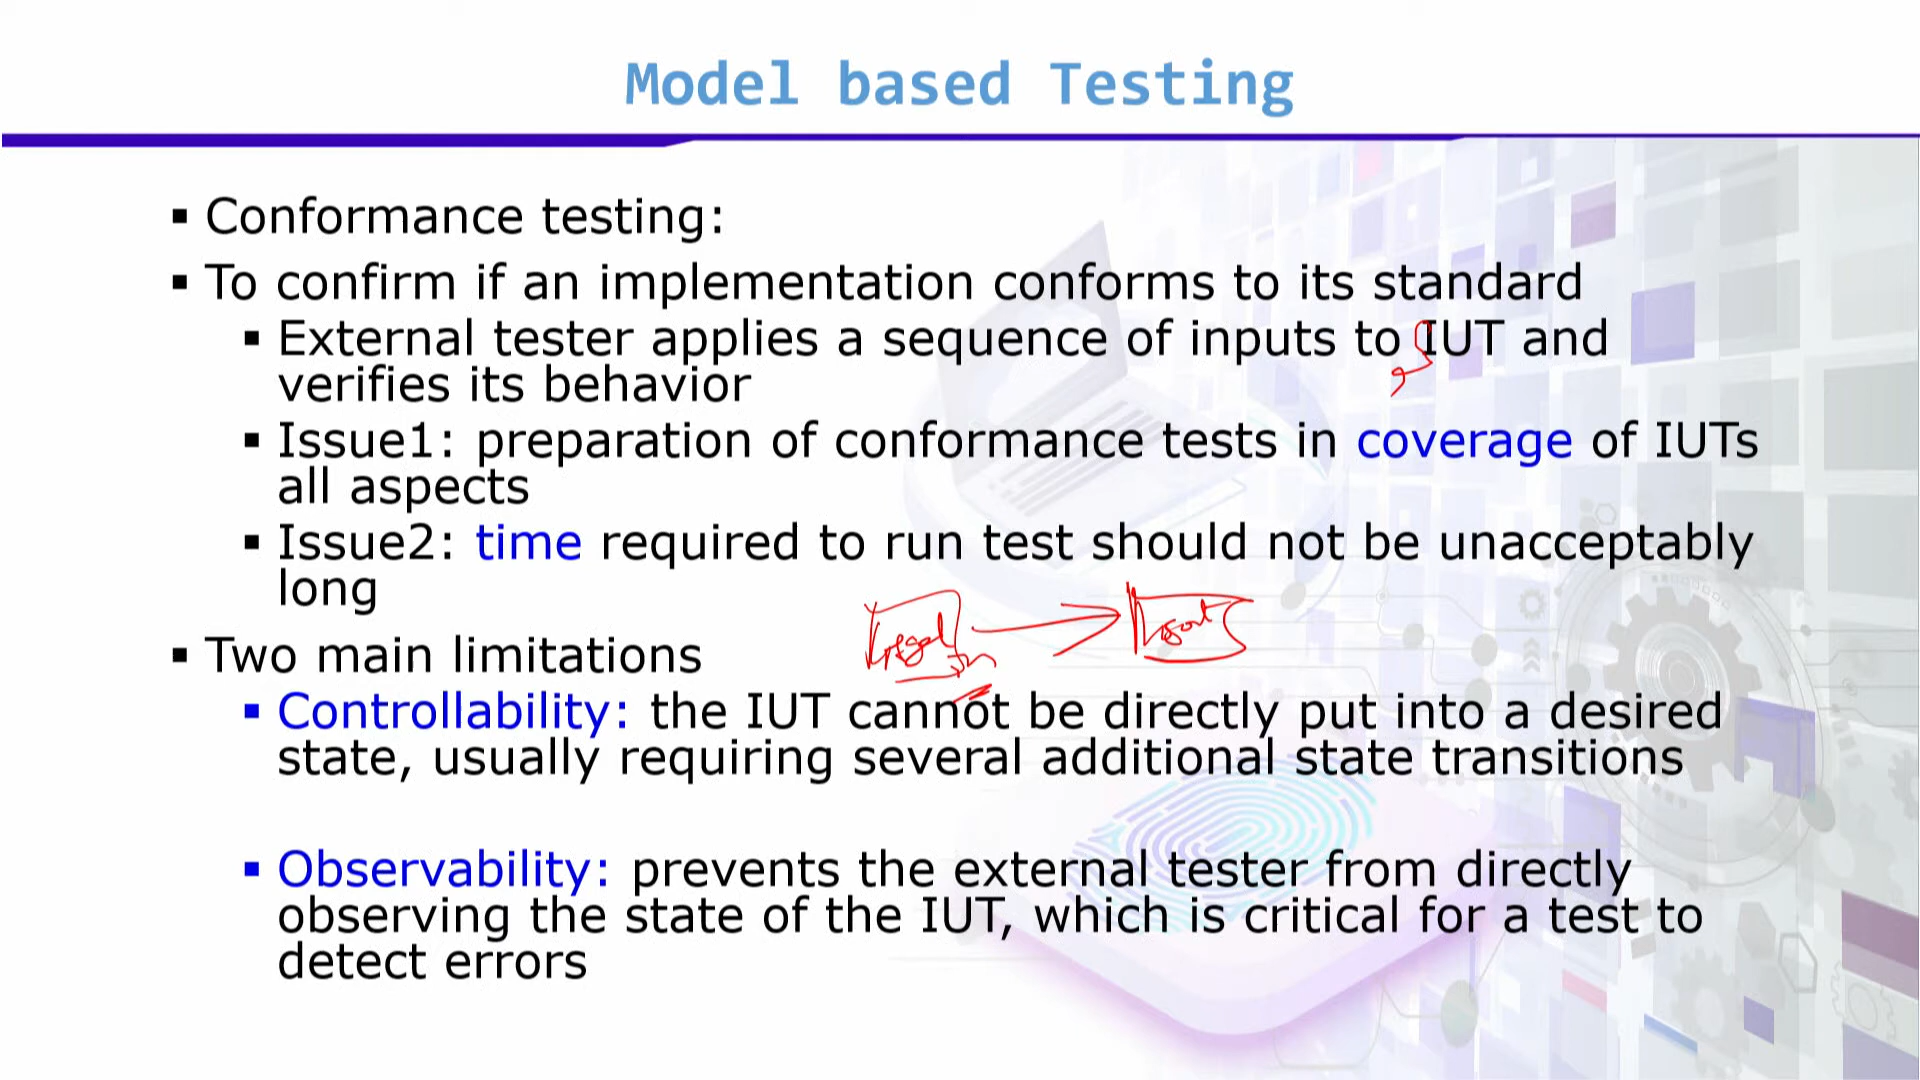 Model based Testing
▪ Conformance testing:
▪ To confirm if an implementation conforms to its standard
▪ External tester applies a sequence of inputs to IUT and
verifies its behavior
▪ Issue1: preparation of conformance tests in coverage of IUTs
all aspects
▪ Issue2: time required to run test should not be unacceptably
long
▪ Two main limitations
▪ Controllability: the IUT cannot be directly put into a desired
state, usually requiring several additional state transitions
▪ Observability: prevents the external tester from directly
observing the state of the IUT, which is critical for a test to
detect errors